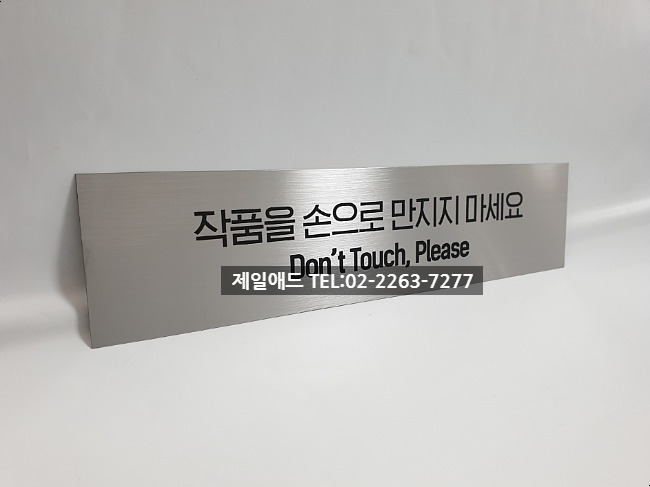 작품을 손으로 만지지 마세요
Don't Touch, Please
제일애드 TEL:02-2263-7277